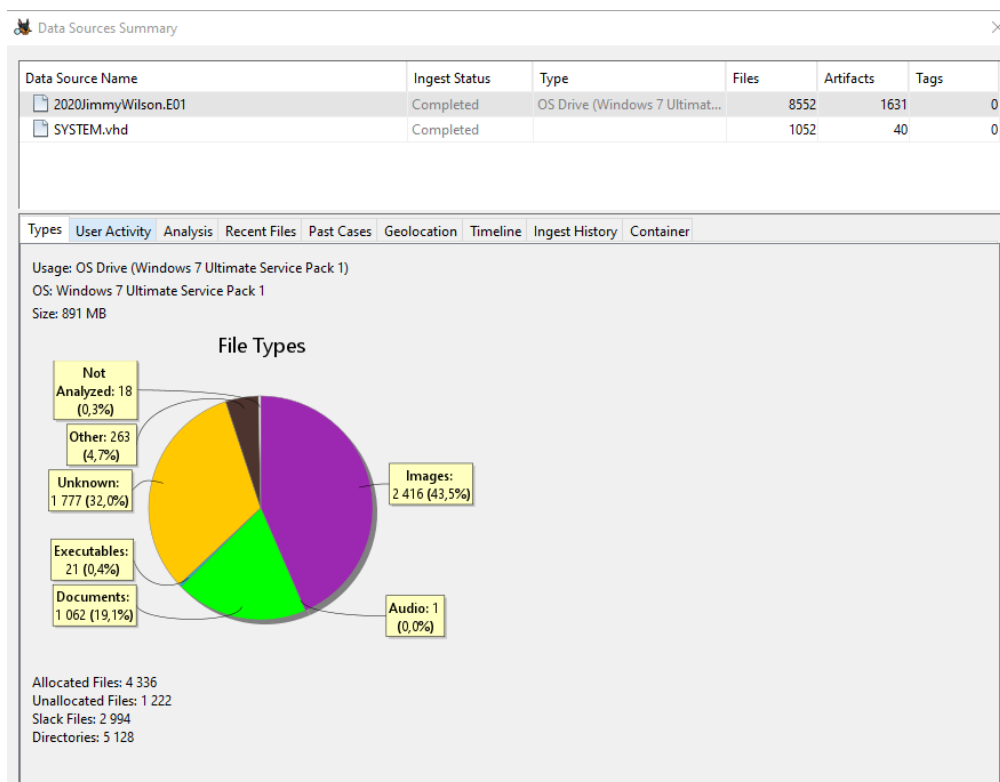 Data Sources Summary
Data Source Name Ingest Status Type Files Artifacts Tags
2020JimmyWilson.E01 Completed OS Drive (Windows 7 Ultimat... 8552 1631 0
SYSTEM.vhd Completed 1052 40 0
Types User Activity Analysis Recent Files Past Cases Geolocation Timeline Ingest History Container
Usage: OS Drive (Windows 7 Ultimate Service Pack 1)
OS: Windows 7 Ultimate Service Pack 1
Size: 891 MB
File Types
Not
Analyzed: 18
(0,3%)
Other: 263
(4,7%)
Unknown:
1 777 (32,0%)
Images:
2 416 (43,5%)
Executables:
21 (0,4%)
Documents:
1 062 (19,1%)
Audio: 1
(0,0%)
Allocated Files: 4 336
Unallocated Files: 1 222
Slack Files: 2 994
Directories: 5 128